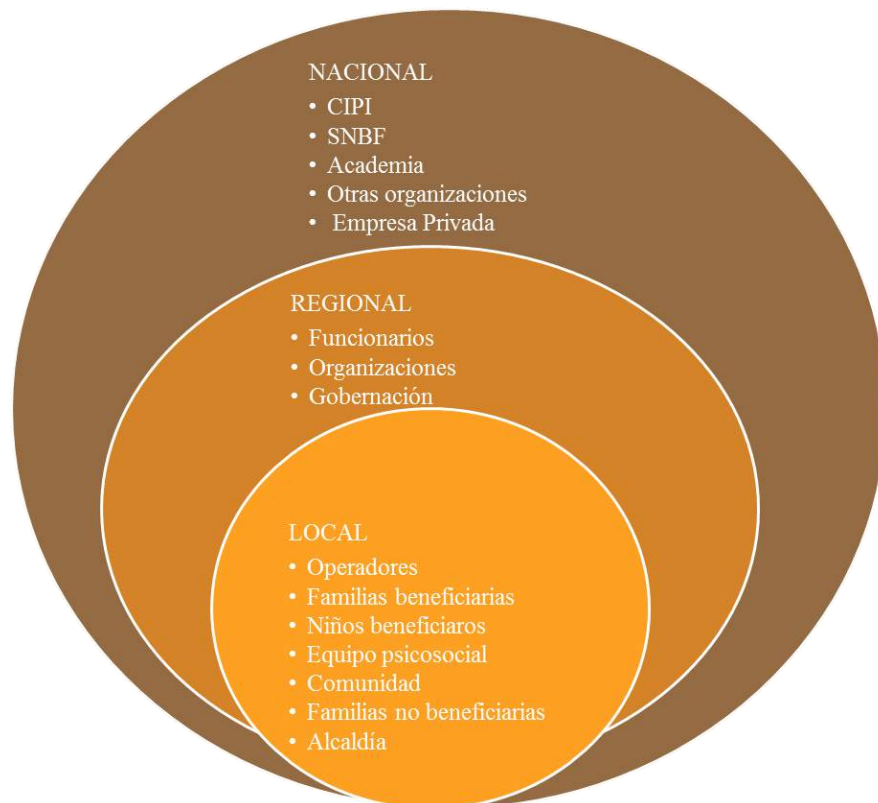 NACIONAL
• CIPI
• SNBF
• Academia
• Otras organizaciones
• Empresa Privada
REGIONAL
• Funcionarios
• Organizaciones
• Gobernación
LOCAL
• Operadores
• Familias beneficiarias
• Niños beneficiaros
• Equipo psicosocial
• Comunidad
• Familias no beneficiarias
• Alcaldía